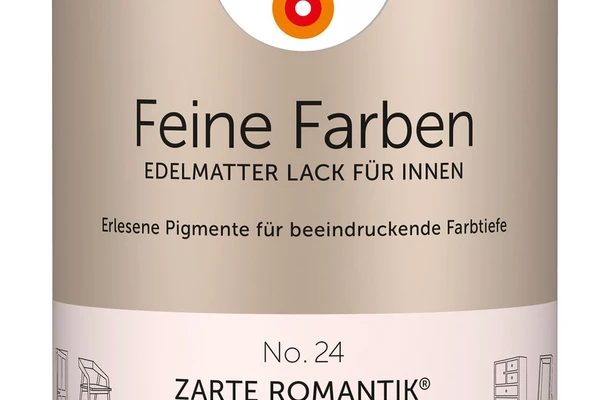 Feine Farben
EDELMATTER LACK FÜR INNEN
Erlesene Pigmente für beeindruckende Farbtiefe
No. 24
ZARTE ROMANTIK®